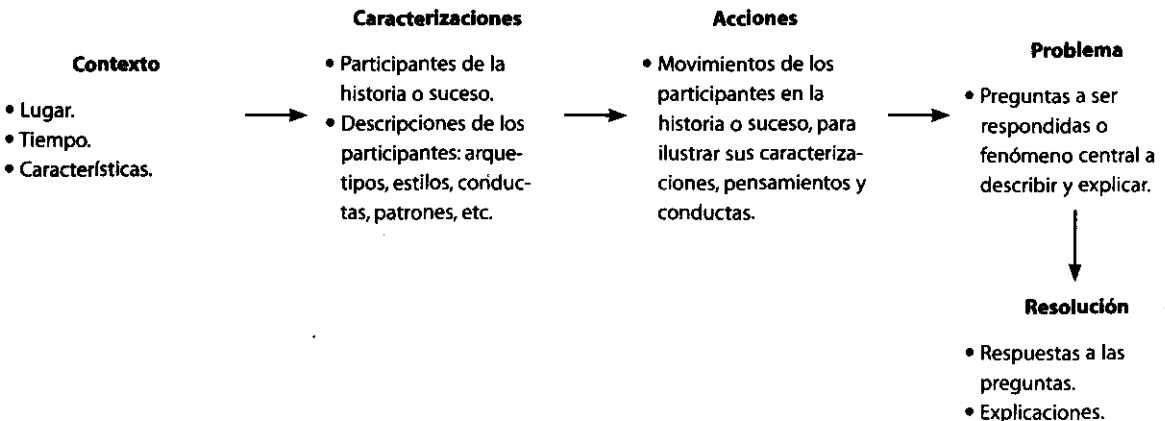 Contexto
• Lugar.
• Tiempo.
• Características.
Caracterizaciones
• Participantes de la
historia o suceso.
• Descripciones de los
participantes: arque-
tipos, estilos, conduc-
tas, patrones, etc.
Acciones
• Movimientos de los
participantes en la
historia o suceso, para
ilustrar sus caracteriza-
ciones, pensamientos y
conductas.
Problema
• Preguntas a ser
respondidas o
fenómeno central a
describir y explicar.
Resolución
• Respuestas a las
preguntas.
• Explicaciones.